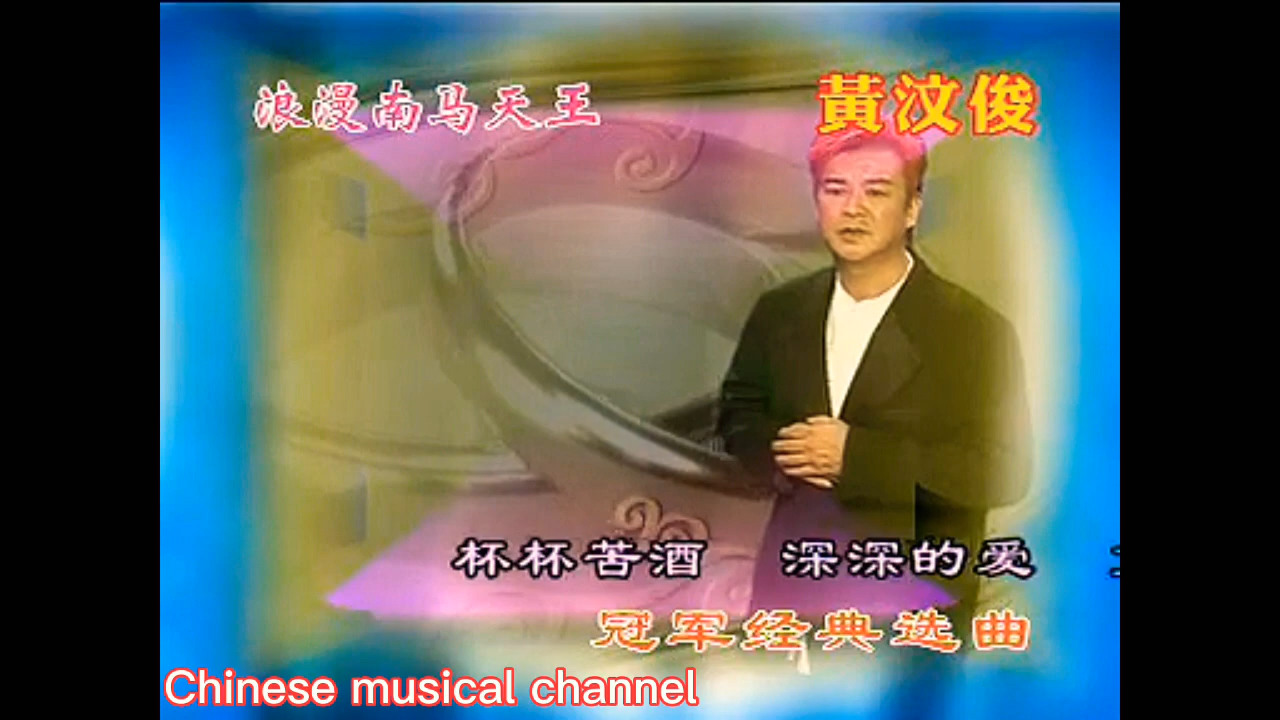 浪漫南马天王
黃汶俊
杯杯苦酒 深深的爱
冠军经典选曲
Chinese musical channel